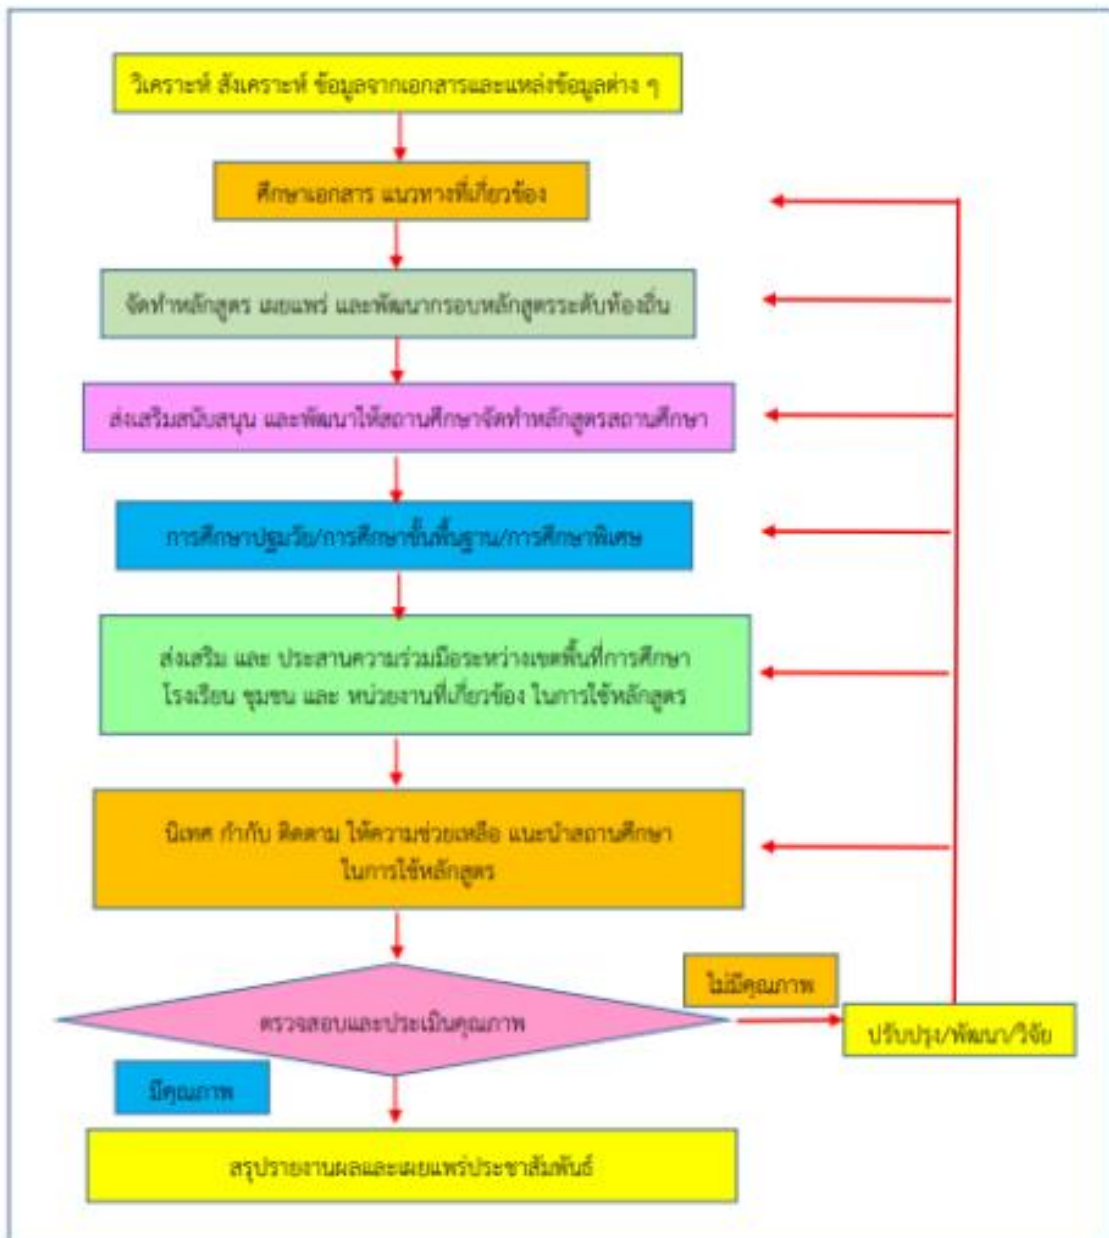 วิเคราะห์ สังเคราะห์ ข้อมูลจากเอกสารและแหล่งข้อมูลต่าง ๆ
ศึกษาเอกสาร แนวทางที่เกี่ยวข้อง
จัดทำหลักสูตร เผยแพร่ และพัฒนากรอบหลักสูตรระดับท้องถิ่น
ส่งเสริมสนับสนุน และพัฒนาให้สถานศึกษาจัดทำหลักสูตรสถานศึกษา
การศึกษาปฐมวัย/การศึกษาขั้นพื้นฐาน/การศึกษาพิเศษ
ส่งเสริม และ ประสานความร่วมมือระหว่างเขตพื้นที่การศึกษา
โรงเรียน ชุมชน และ หน่วยงานที่เกี่ยวข้อง ในการใช้หลักสูตร
นิเทศ กำกับ ติดตาม ให้ความช่วยเหลือ แนะนำสถานศึกษา
ในการใช้หลักสูตร
ไม่มีคุณภาพ
ตรวจสอบและประเมินคุณภาพ
ปรับปรุง/พัฒนา/วิจัย
มีคุณภาพ
สรุปรายงานผลและเผยแพร่ประชาสัมพันธ์